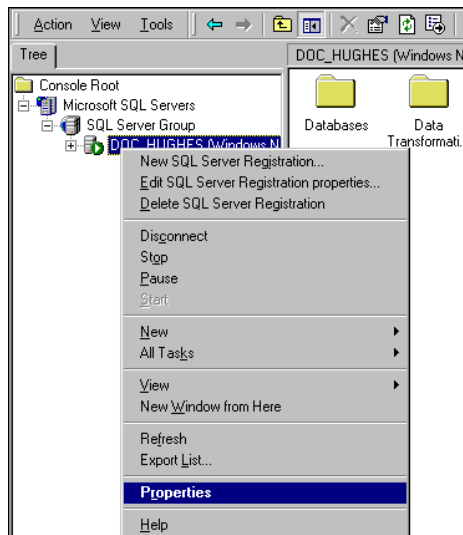 Action View Tools
Tree
DOC_HUGHES (Windows N
Console Root
Microsoft SQL Servers
SQL Server Group
DOC_HUGHES (Windows N
Databases
Data
Transformati.
New SQL Server Registration...
Edit SQL Server Registration properties...
Delete SQL Server Registration
Disconnect
Stop
Pause
Start
New
All Tasks
View
New Window from Here
Refresh
Export List...
Properties
Help